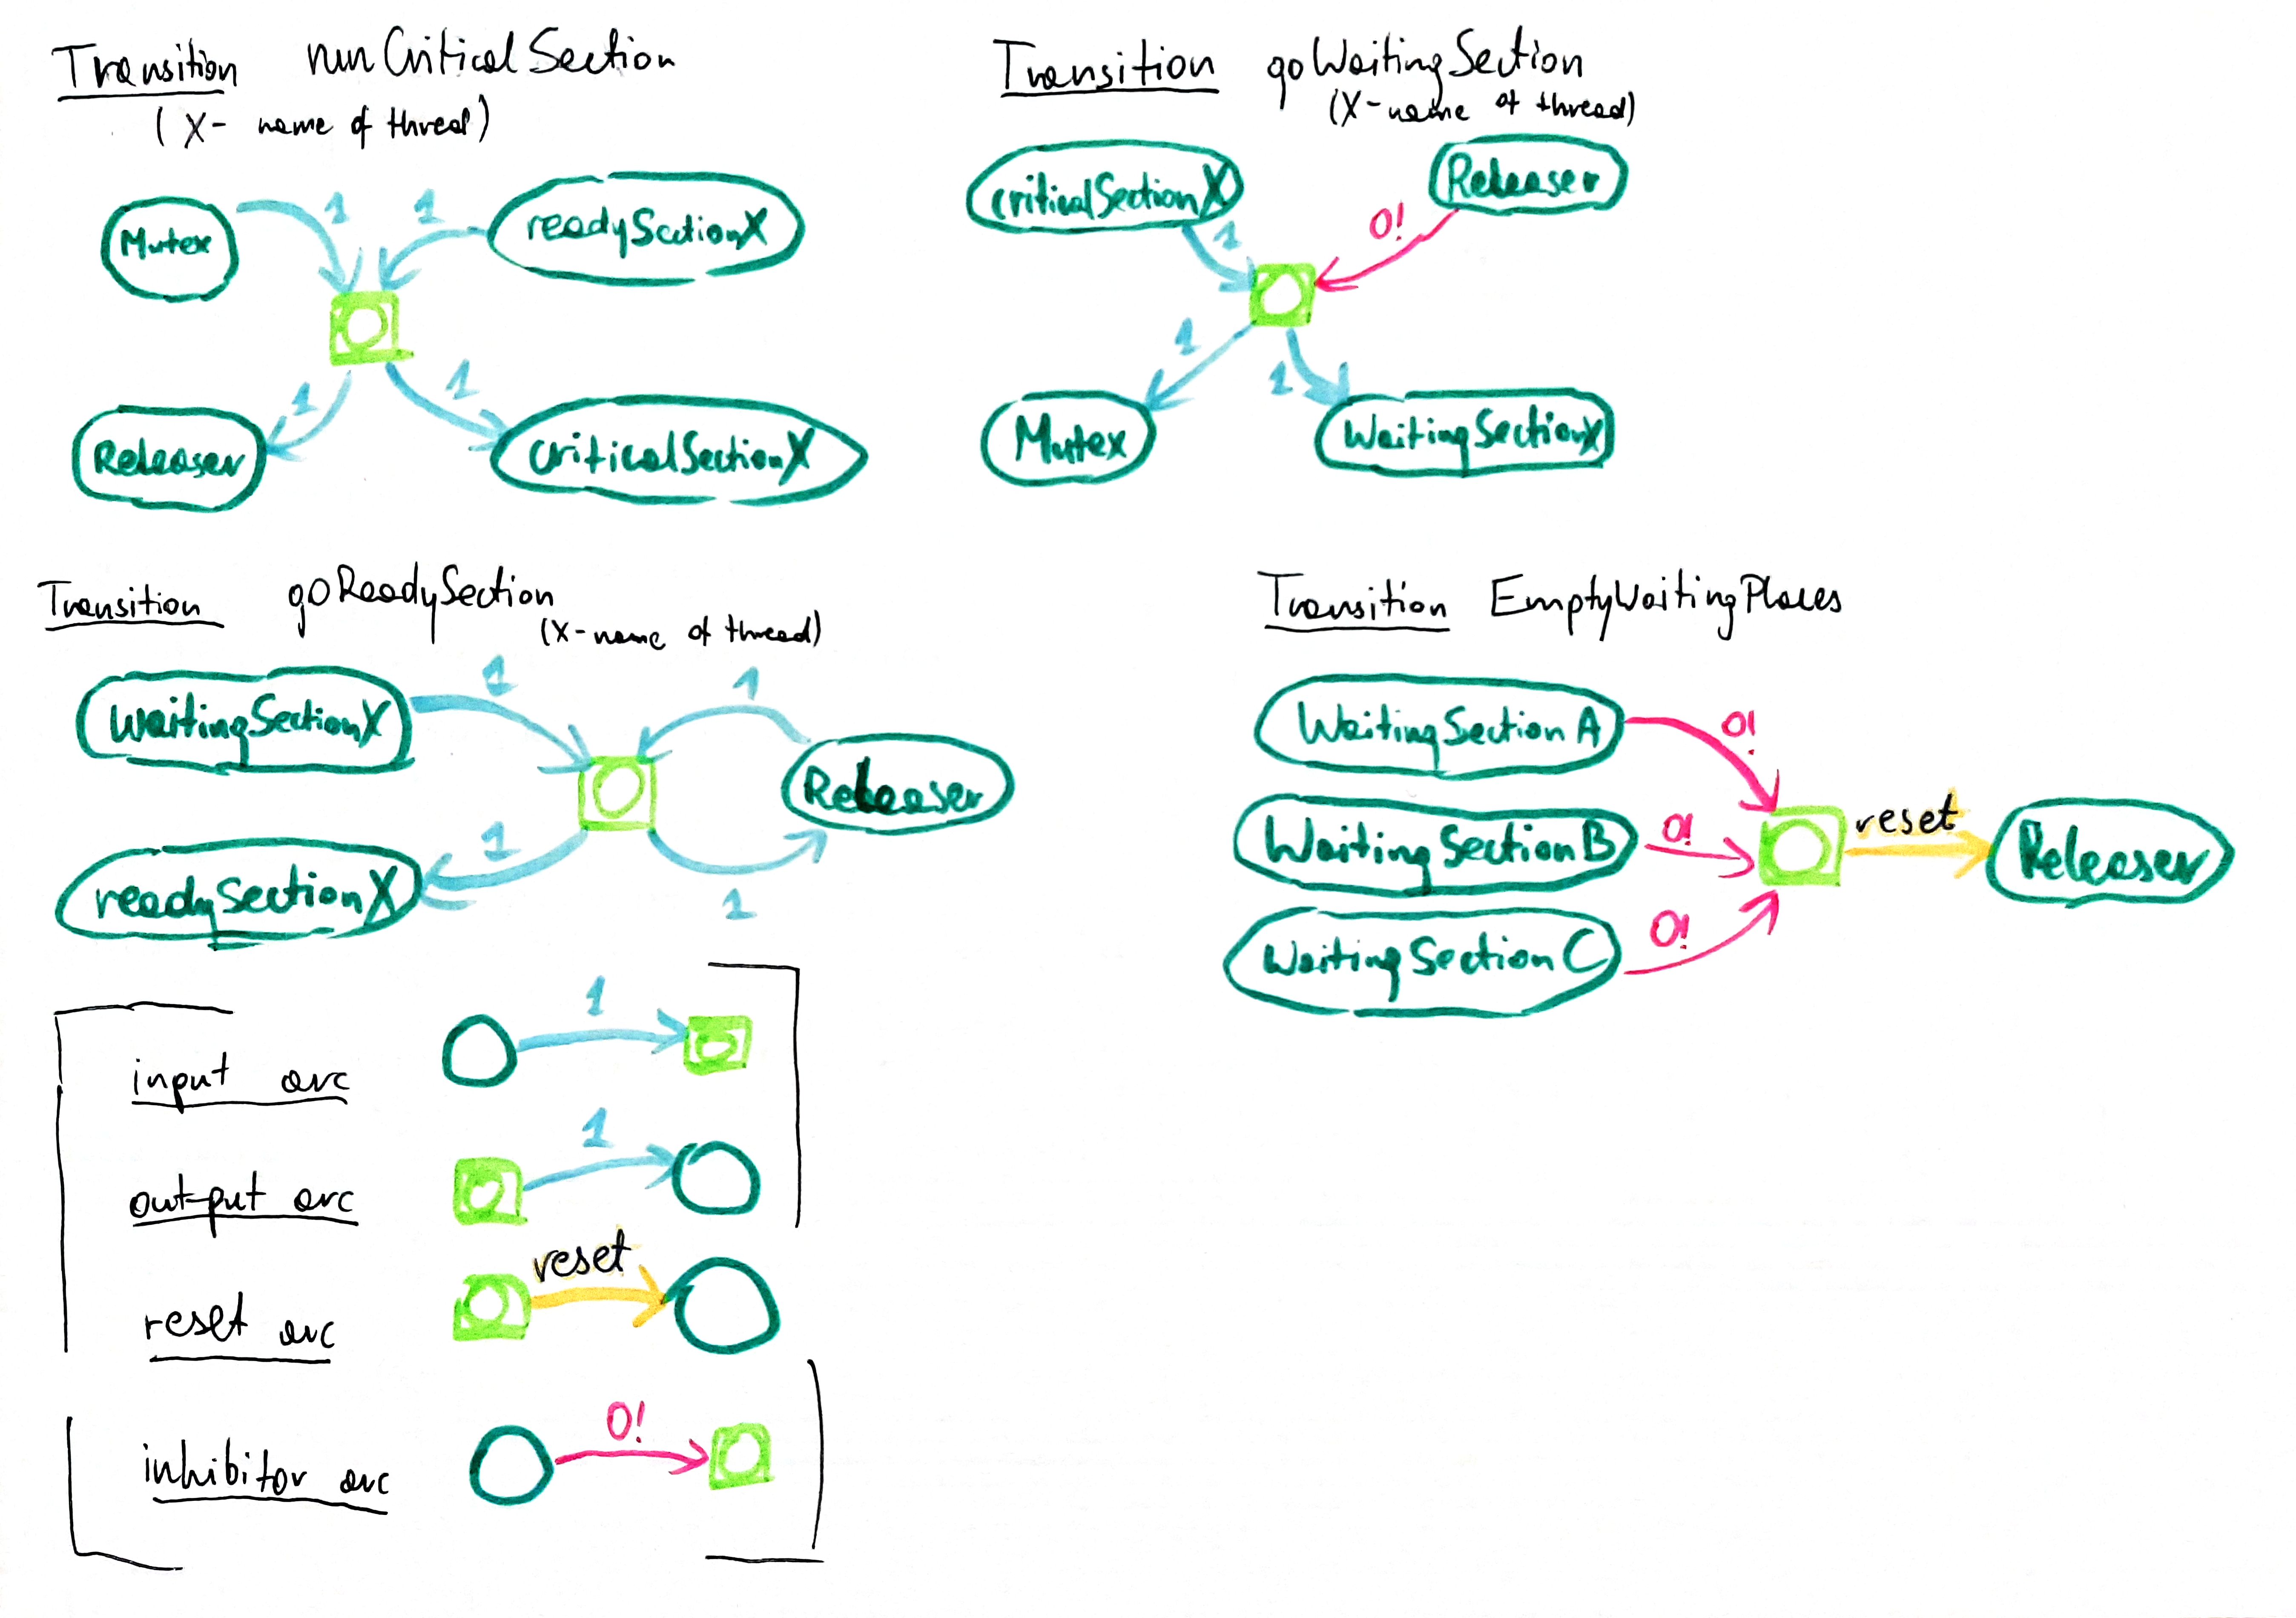 Transition runCriticalSection
(X- name of thread)
Mutex
1
1
readySectionX
Releaser
1
1
criticalSectionX
Transition goWaitingSection
(X-name of thread)
criticalSectionX
Releaser
1
0!
1
1
Mutex
WaitingSectionX
Transition goReadySection
(X-name of thread)
WaitingSectionX
1
1
Releaser
readySectionX
1
1
Transition EmptyWaitingPlaces
WaitingSection A
0!
WaitingSection B
0!
reset
Releaser
WaitingSection C
0!
input arc
1
output arc
1
reset arc
reset
inhibitor arc
0!